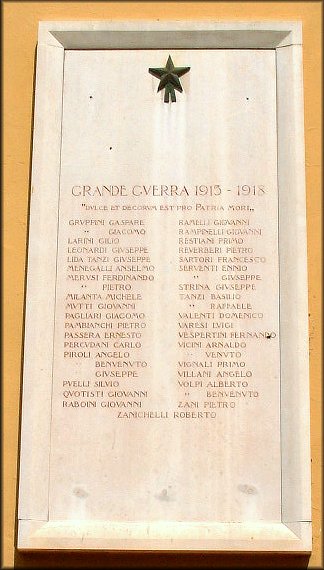 GRANDE GVERRA 1915 - 1918
"DVLCE ET DECORVM EST PRO PATRIA MORI„
GRVPPINI GASPARE
" GIACOMO
LARINI GILIO
LEONARDI GIVSEPPE
LIDA TANZI GIVSEPPE
MENEGALLI ANSELMO
MERVSI FERDINANDO
" PIETRO
MILANTA MICHELE
MVTTI GIOVANNI
PAGLIARI GIACOMO
PAMBIANCHI PIETRO
PASSERA ERNESTO
PERCVDANI CARLO
PIROLI ANGELO
" BENVENVTO
" GIVSEPPE
PVELLI SILVIO
QVOTISTI GIOVANNI
RABOINI GIOVANNI
RAMELLI GIOVANNI
RAMPINELLI GIOVANNI
RESTIANI PRIMO
REVERBERI PIETRO
SARTORI FRANCESCO
SERVENTI ENNIO
" GIVSEPPE
STRINA GIVSEPPE
TANZI BASILIO
" RAFFAELE
VALENTI DOMENICO
VARESI LVIGI
VESPERTINI FERNANDO
VICINI ARNALDO
" VENVTO
VIGNALI PRIMO
VILLANI ANGELO
VOLPI ALBERTO
" BENVENVTO
ZANI PIETRO
ZANICHELLI ROBERTO